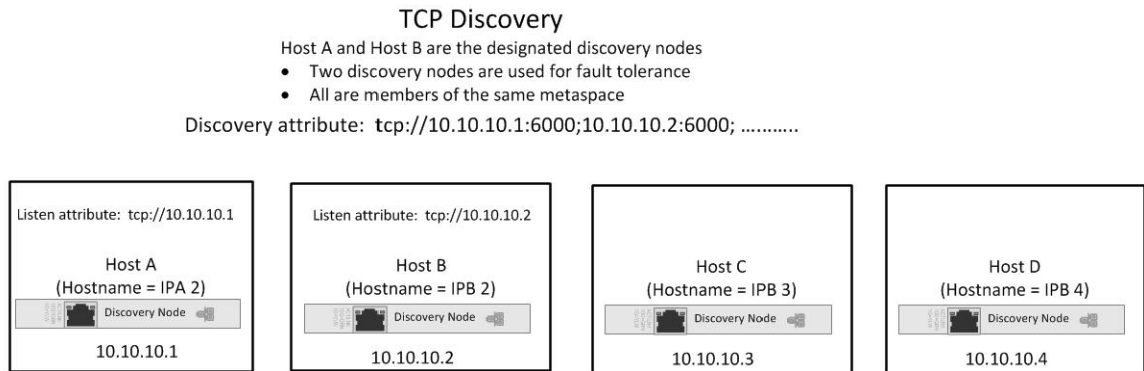 TCP Discovery
Host A and Host B are the designated discovery nodes
• Two discovery nodes are used for fault tolerance
• All are members of the same metaspace
Discovery attribute: tcp://10.10.10.1:6000;10.10.10.2:6000; ..........
Listen attribute: tcp://10.10.10.1
Host A
(Hostname = IPA 2)
Discovery Node
10.10.10.1
Listen attribute: tcp://10.10.10.2
Host B
(Hostname = IPB 2)
Discovery Node
10.10.10.2
Host C
(Hostname = IPB 3)
Discovery Node
10.10.10.3
Host D
(Hostname = IPB 4)
Discovery Node
10.10.10.4